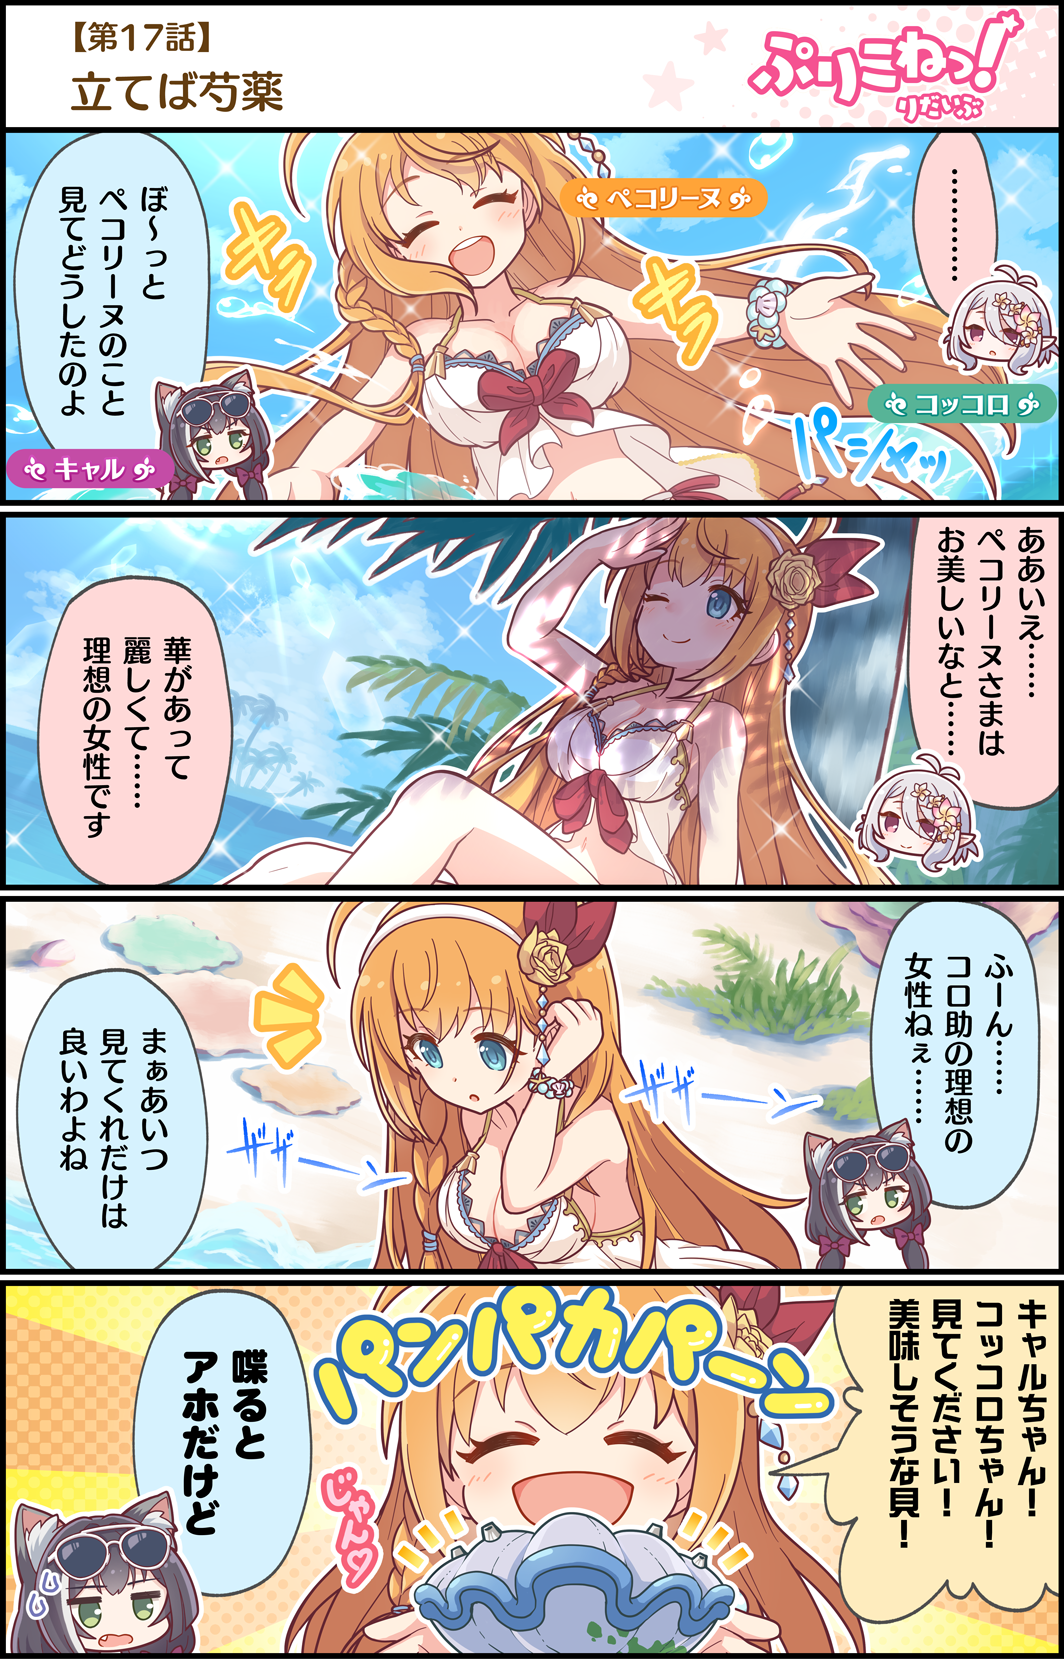 【第17話】
立てば芍薬
ぷりこねっ!
りだいぶ
…………
コッコロ
ペコリーヌ
キラ
キラ
パシャッ
ぼ～っと
ペコリーヌのこと
見てどうしたのよ
キャル
ああいえ……
ペコリーヌさまは
お美しいなと……
華があって
麗しくて……
理想の女性です
ふーん……
コロ助の理想の
女性ねぇ……
ザザーン
ザザーン
まぁあいつ
見てくれだけは
良いわよね
キャルちゃん!
コッコロちゃん!
見てください!
美味しそうな貝!
パンパカパーン
じゃん♡
喋ると
アホだけど